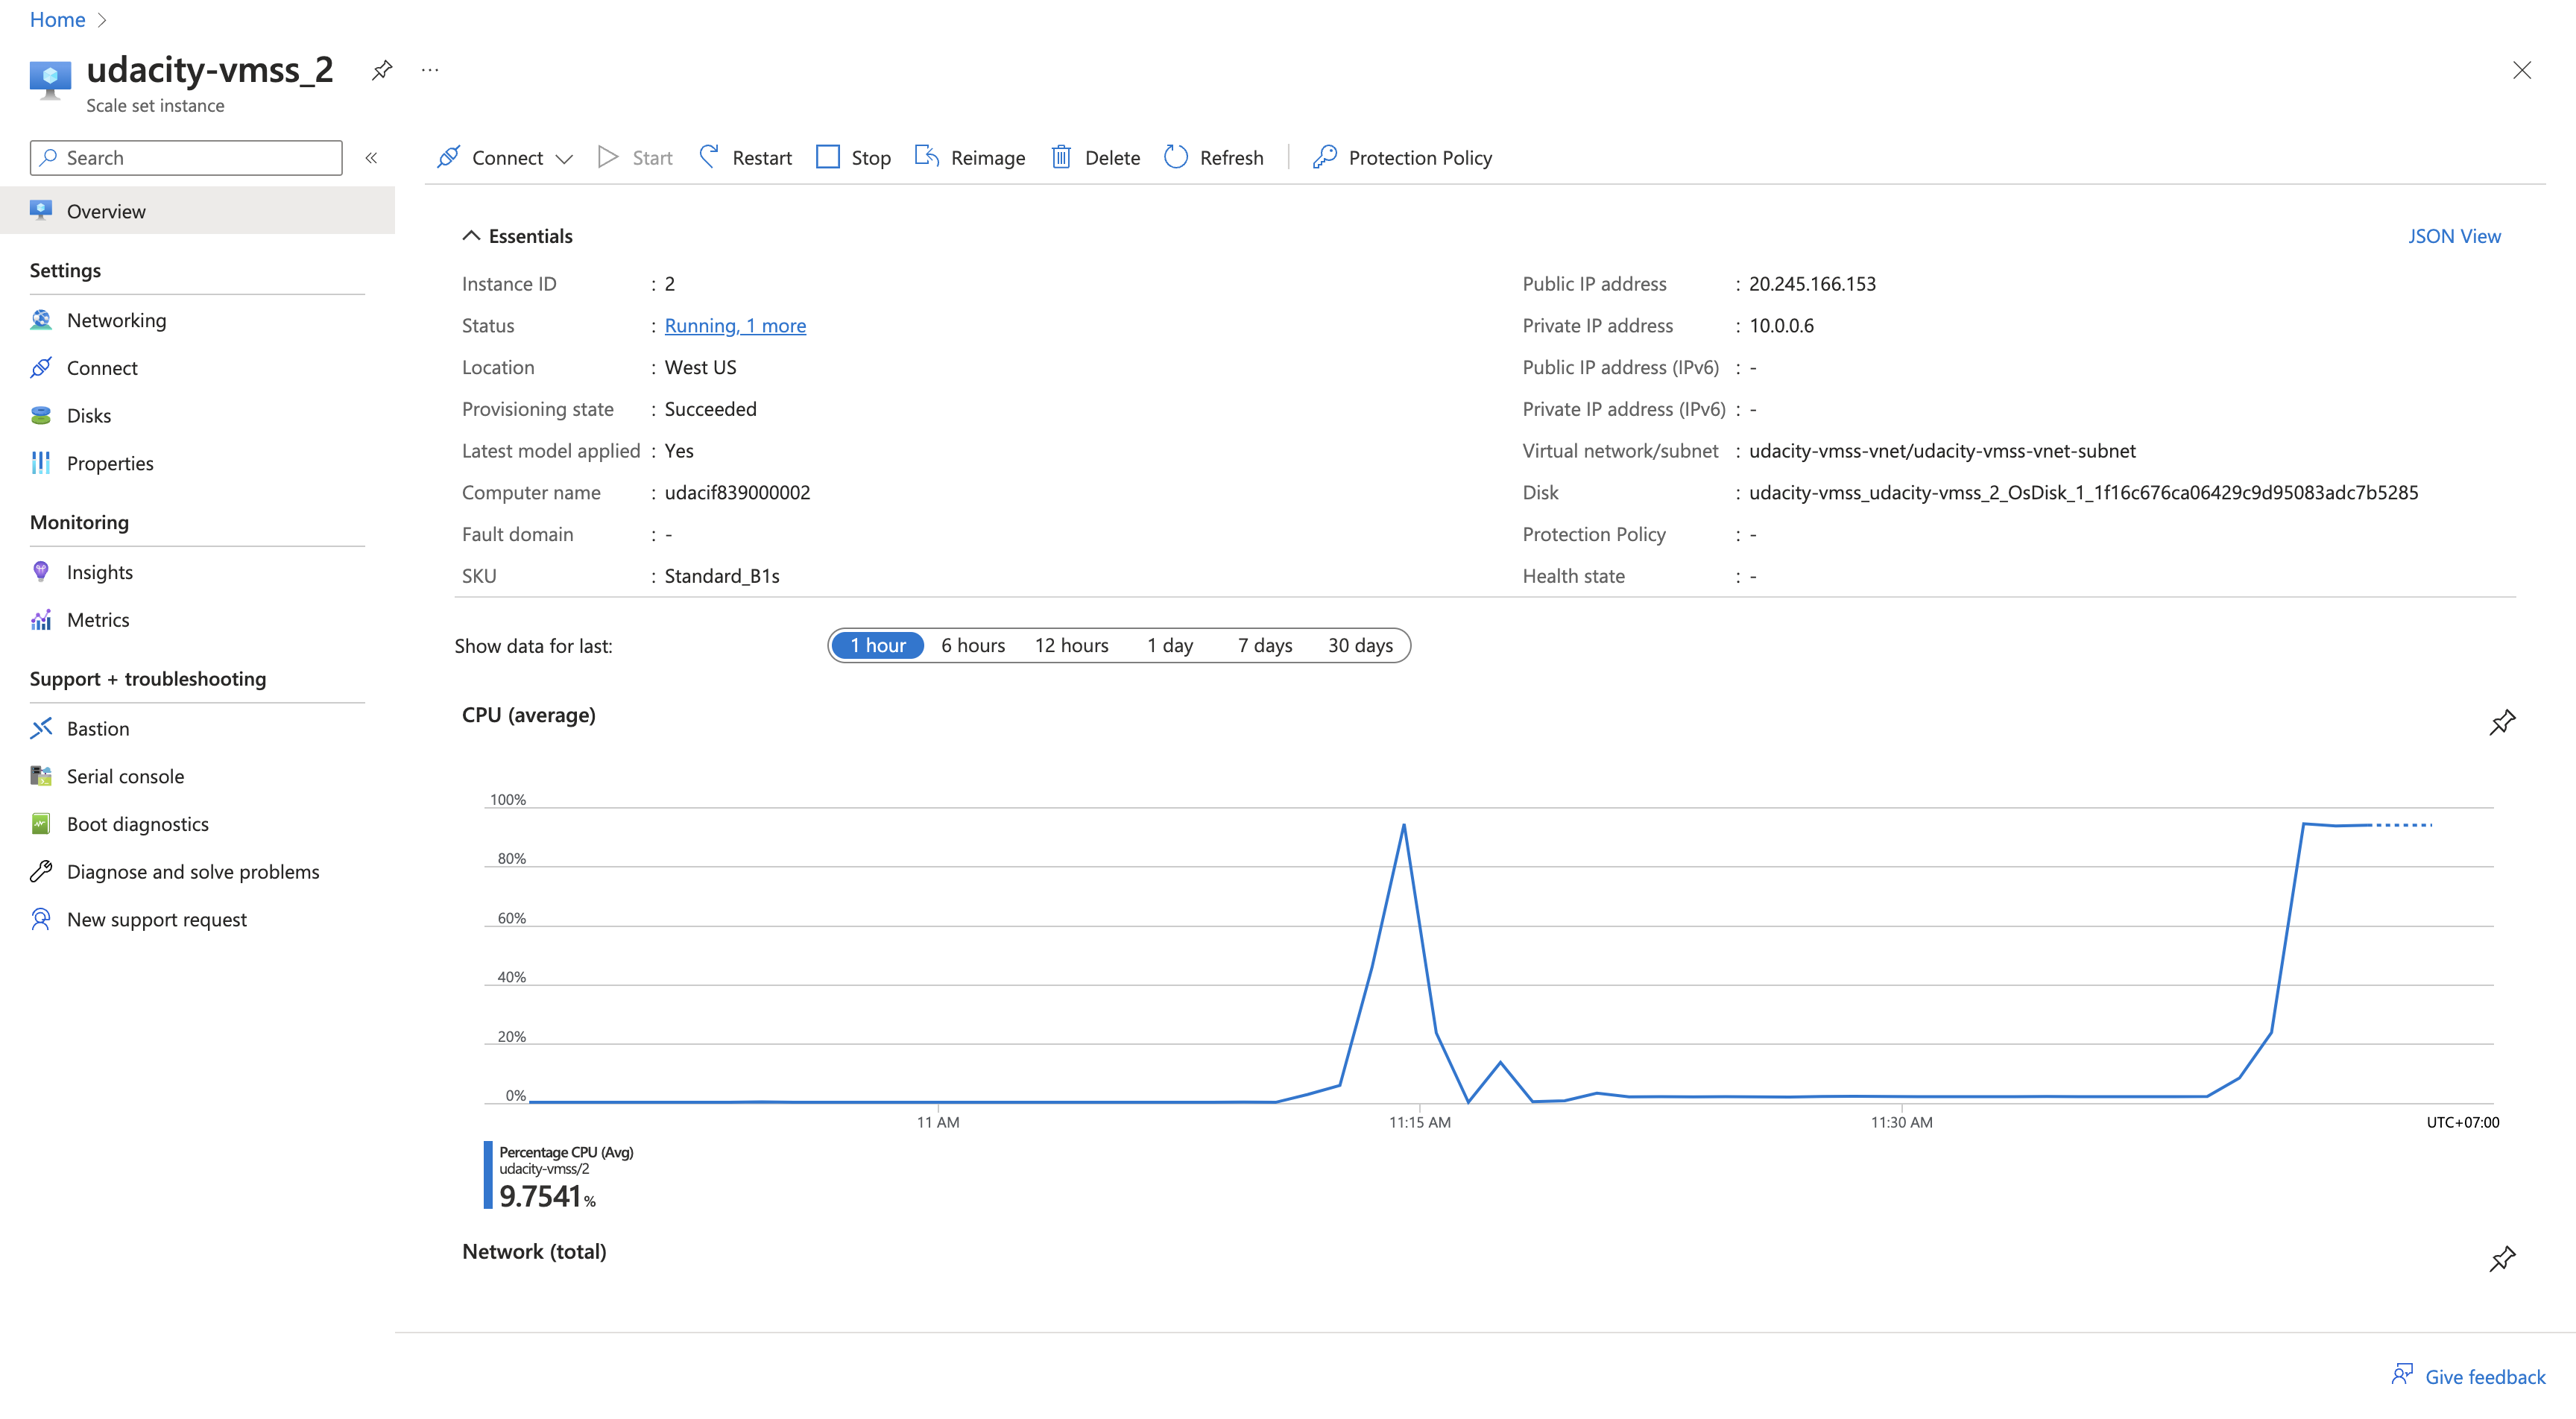 Home
udacity-vmss_2
Scale set instance
Search
Connect
Start
Restart
Stop
Reimage
Delete
Refresh
Protection Policy
Overview
Settings
Networking
Connect
Disks
Properties
Monitoring
Insights
Metrics
Support + troubleshooting
Bastion
Serial console
Boot diagnostics
Diagnose and solve problems
New support request
Essentials
JSON View
Instance ID : 2
Status : Running, 1 more
Location : West US
Provisioning state : Succeeded
Latest model applied : Yes
Computer name : udacif839000002
Fault domain : -
SKU : Standard_B1s
Public IP address : 20.245.166.153
Private IP address : 10.0.0.6
Public IP address (IPv6) : -
Private IP address (IPv6) : -
Virtual network/subnet : udacity-vmss-vnet/udacity-vmss-vnet-subnet
Disk : udacity-vmss_udacity-vmss_2_OsDisk_1_1f16c676ca06429c9d95083adc7b5285
Protection Policy : -
Health state : -
Show data for last:
1 hour
6 hours
12 hours
1 day
7 days
30 days
CPU (average)
100%
80%
60%
40%
20%
0%
11 AM
11:15 AM
11:30 AM
UTC+07:00
Percentage CPU (Avg)
udacity-vmss/2
9.7541%
Network (total)
Give feedback